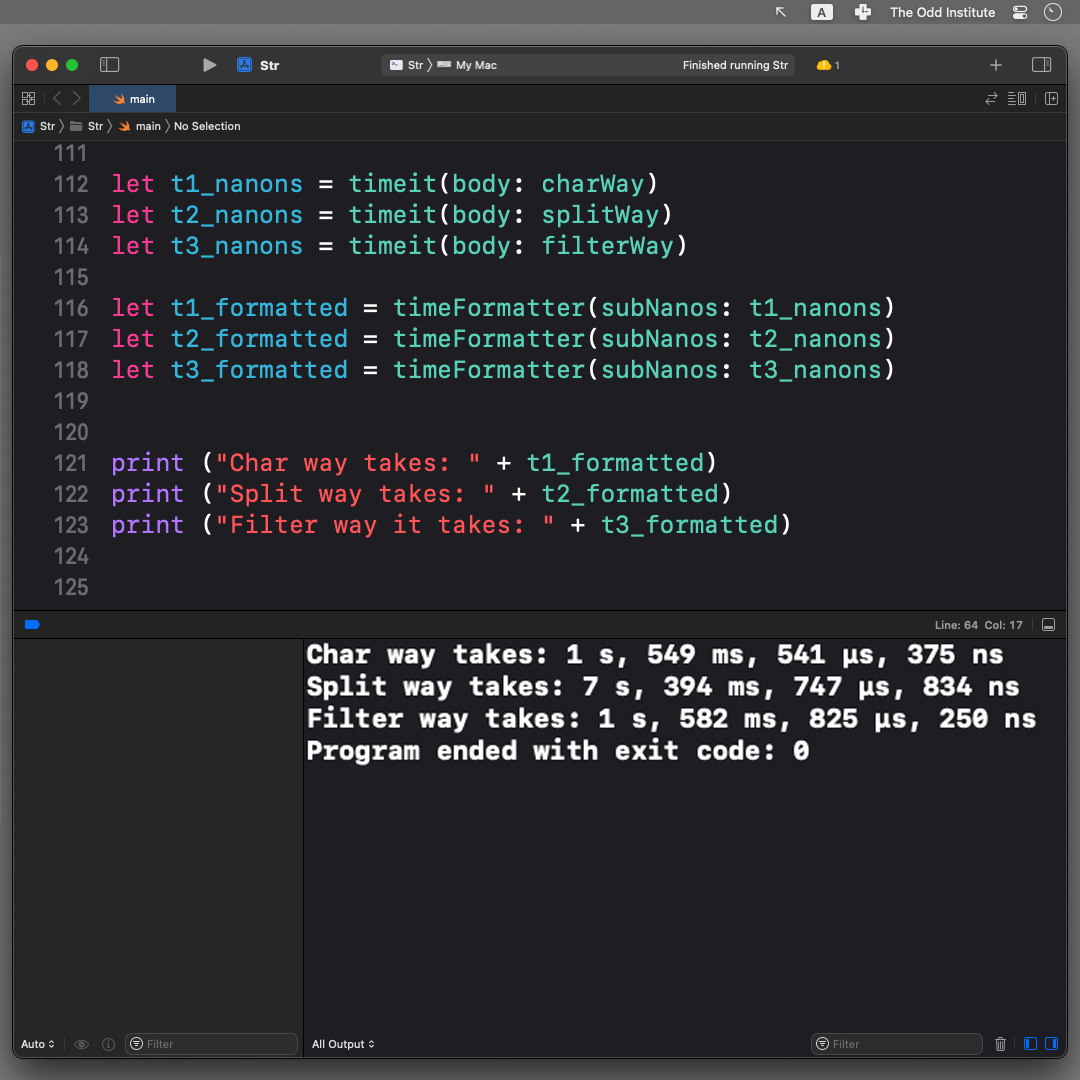 A The Odd Institute
Str
Str 〉 My Mac Finished running Str 1
main
Str 〉 Str 〉 main 〉 No Selection
111
112 let t1_nanons = timeit(body: charWay)
113 let t2_nanons = timeit(body: splitWay)
114 let t3_nanons = timeit(body: filterWay)
115
116 let t1_formatted = timeFormatter(subNanos: t1_nanons)
117 let t2_formatted = timeFormatter(subNanos: t2_nanons)
118 let t3_formatted = timeFormatter(subNanos: t3_nanons)
119
120
121 print ("Char way takes: " + t1_formatted)
122 print ("Split way takes: " + t2_formatted)
123 print ("Filter way it takes: " + t3_formatted)
124
125
Line: 64 Col: 17
Char way takes: 1 s, 549 ms, 541 µs, 375 ns
Split way takes: 7 s, 394 ms, 747 µs, 834 ns
Filter way takes: 1 s, 582 ms, 825 µs, 250 ns
Program ended with exit code: 0
Auto Filter All Output Filter